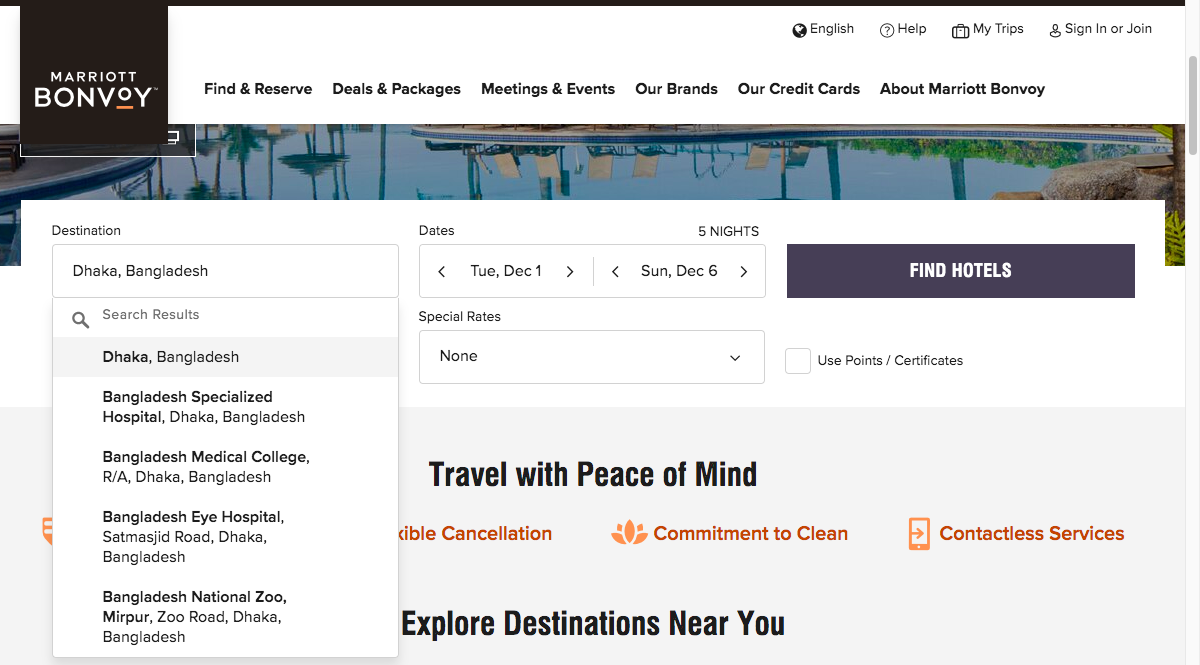 English
Help
My Trips
Sign In or Join
MARRIOTT
BONVOY™
Find & Reserve
Deals & Packages
Meetings & Events
Our Brands
Our Credit Cards
About Marriott Bonvoy
Destination
Dates
5 NIGHTS
Dhaka, Bangladesh
Tue, Dec 1
Sun, Dec 6
FIND HOTELS
Search Results
Dhaka, Bangladesh
Bangladesh Specialized
Hospital, Dhaka, Bangladesh
Bangladesh Medical College,
R/A, Dhaka, Bangladesh
Bangladesh Eye Hospital,
Satmasjid Road, Dhaka,
Bangladesh
Bangladesh National Zoo,
Mirpur, Zoo Road, Dhaka,
Bangladesh
Special Rates
None
Use Points / Certificates
Travel with Peace of Mind
xible Cancellation
Commitment to Clean
Contactless Services
Explore Destinations Near You